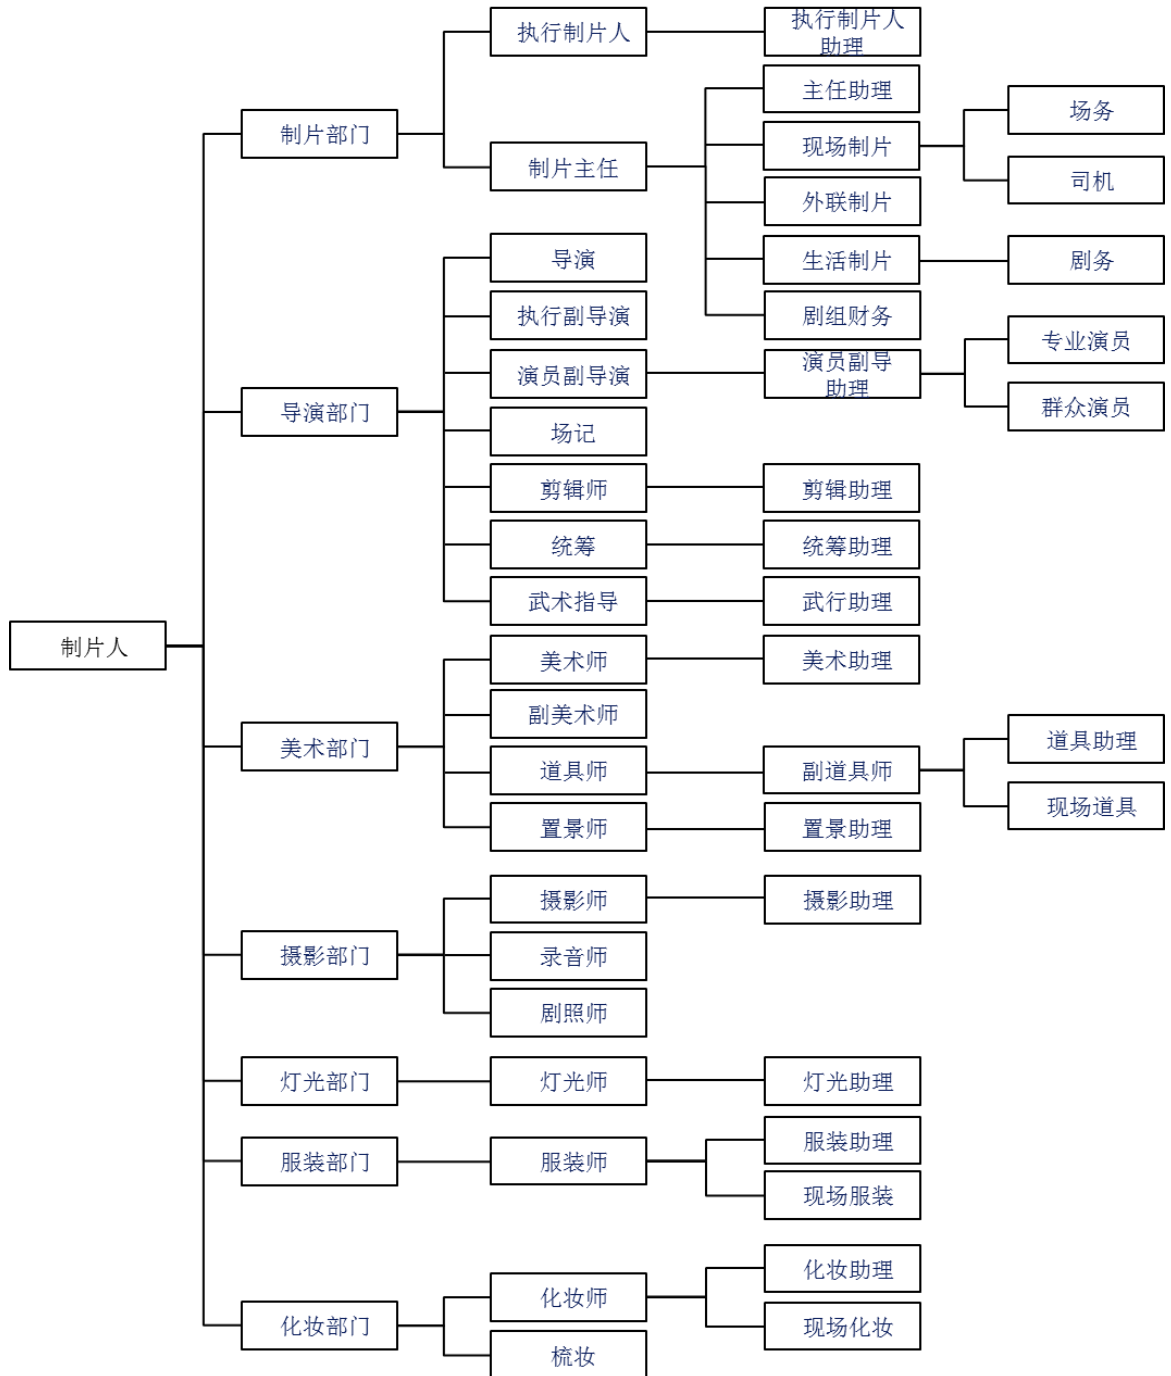 执行制片人
执行制片人
助理
主任助理
场务
制片部门
现场制片
制片主任
司机
外联制片
导演
生活制片
剧务
执行副导演
剧组财务
专业演员
演员副导演
演员副导
助理
导演部门
群众演员
场记
剪辑师
剪辑助理
统筹
统筹助理
武术指导
武行助理
制片人
美术师
美术助理
副美术师
道具助理
美术部门
道具师
副道具师
现场道具
置景师
置景助理
摄影师
摄影助理
摄影部门
录音师
剧照师
灯光部门
灯光师
灯光助理
服装助理
服装部门
服装师
现场服装
化妆助理
化妆师
化妆部门
现场化妆
梳妆